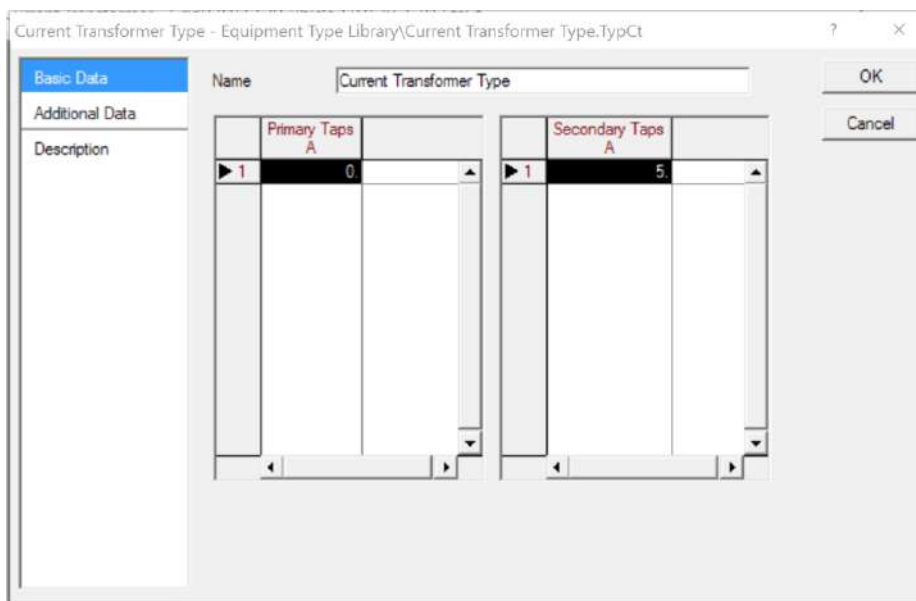 Current Transformer Type - Equipment Type Library\Current Transformer Type.TypCt ? ×
Basic Data
Additional Data
Description
Name Current Transformer Type
OK
Cancel
Primary Taps
A
1 0.
Secondary Taps
A
1 5.